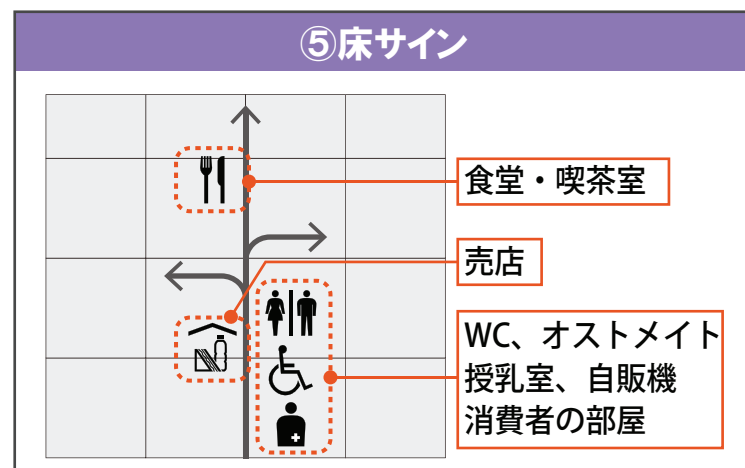 ⑤床サイン
食堂・喫茶室
売店
WC、オストメイト
授乳室、自販機
消費者の部屋